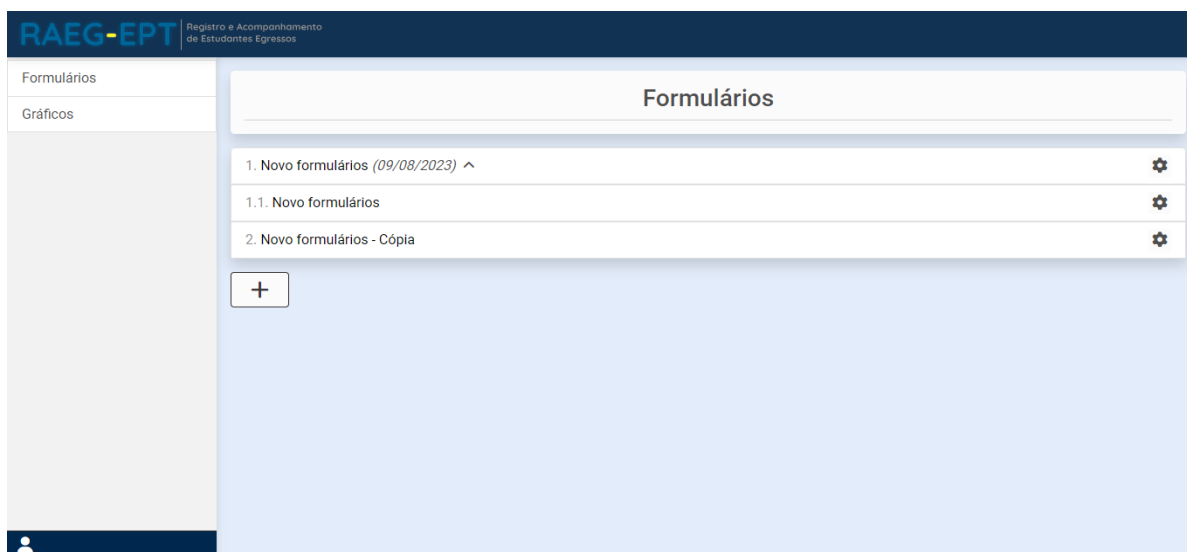 RAEG-EPT
Registro e Acompanhamento
de Estudantes Egressos
Formulários
Gráficos
Formulários
1. Novo formulários (09/08/2023)
1.1. Novo formulários
2. Novo formulários - Cópia
+